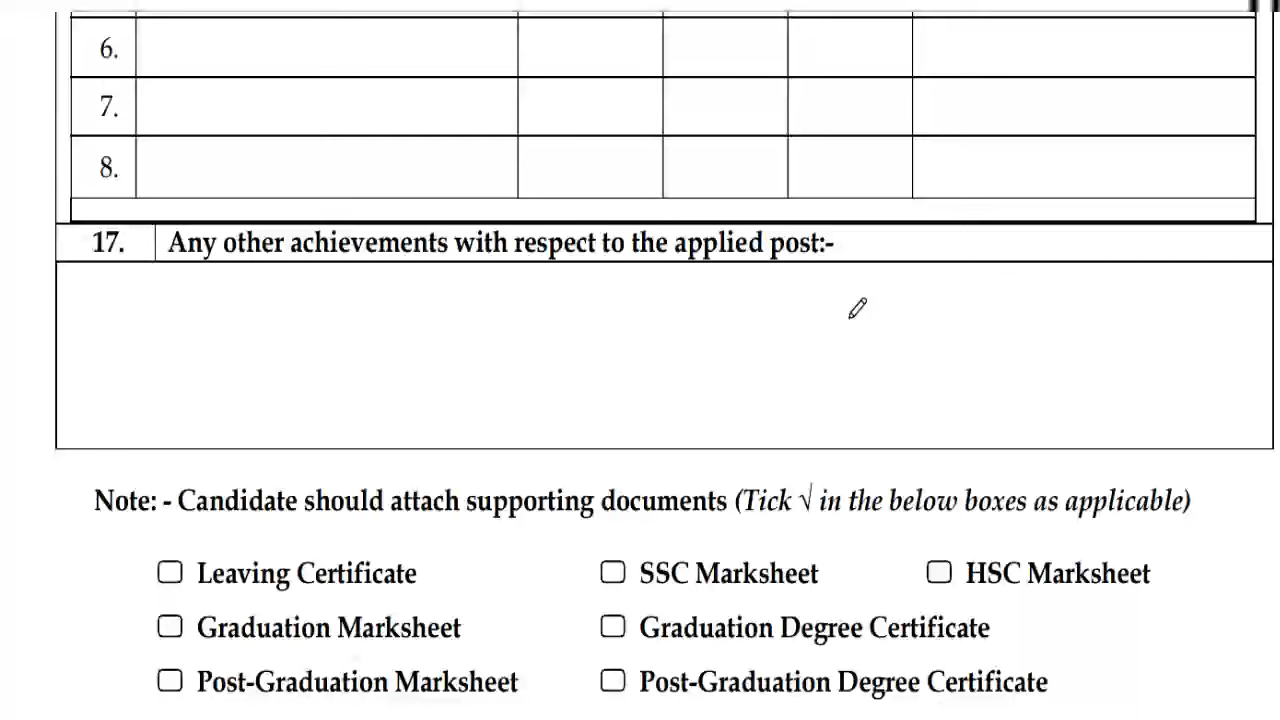 6.
7.
8.
17. Any other achievements with respect to the applied post:-
Note: - Candidate should attach supporting documents (Tick √ in the below boxes as applicable)
Leaving Certificate SSC Marksheet HSC Marksheet
Graduation Marksheet Graduation Degree Certificate
Post-Graduation Marksheet Post-Graduation Degree Certificate